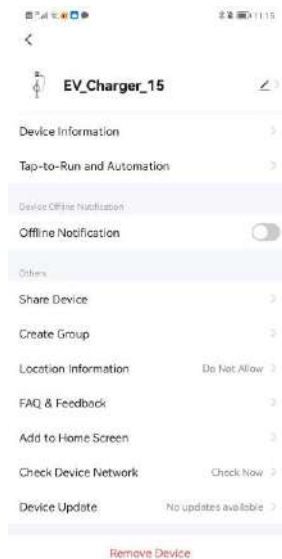 11:15
EV_Charger_15
Device Information
Tap-to-Run and Automation
Device Offline Notification
Offline Notification
Others
Share Device
Create Group
Location Information Do Not Allow
FAQ & Feedback
Add to Home Screen
Check Device Network Check Now
Device Update No updates available
Remove Device